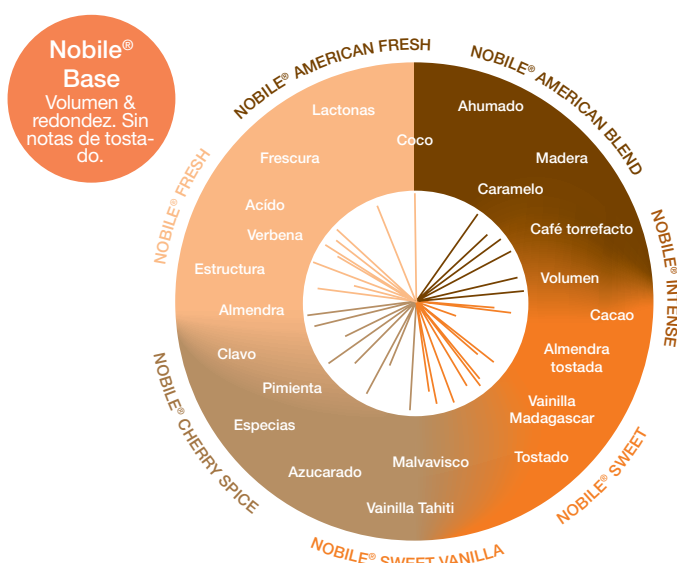 Nobile®
Base
Volumen &
redondez. Sin
notas de tosta-
do.
NOBILE® AMERICAN FRESH
NOBILE® AMERICAN BLEND
NOBILE® INTENSE
NOBILE® SWEET
NOBILE® SWEET VANILLA
NOBILE® CHERRY SPICE
NOBILE® FRESH
Lactonas
Coco
Frescura
Acído
Verbena
Estructura
Almendra
Ahumado
Madera
Caramelo
Café torrefacto
Volumen
Cacao
Almendra
tostada
Vainilla
Madagascar
Tostado
Clavo
Pimienta
Especias
Azucarado
Malvavisco
Vainilla Tahiti